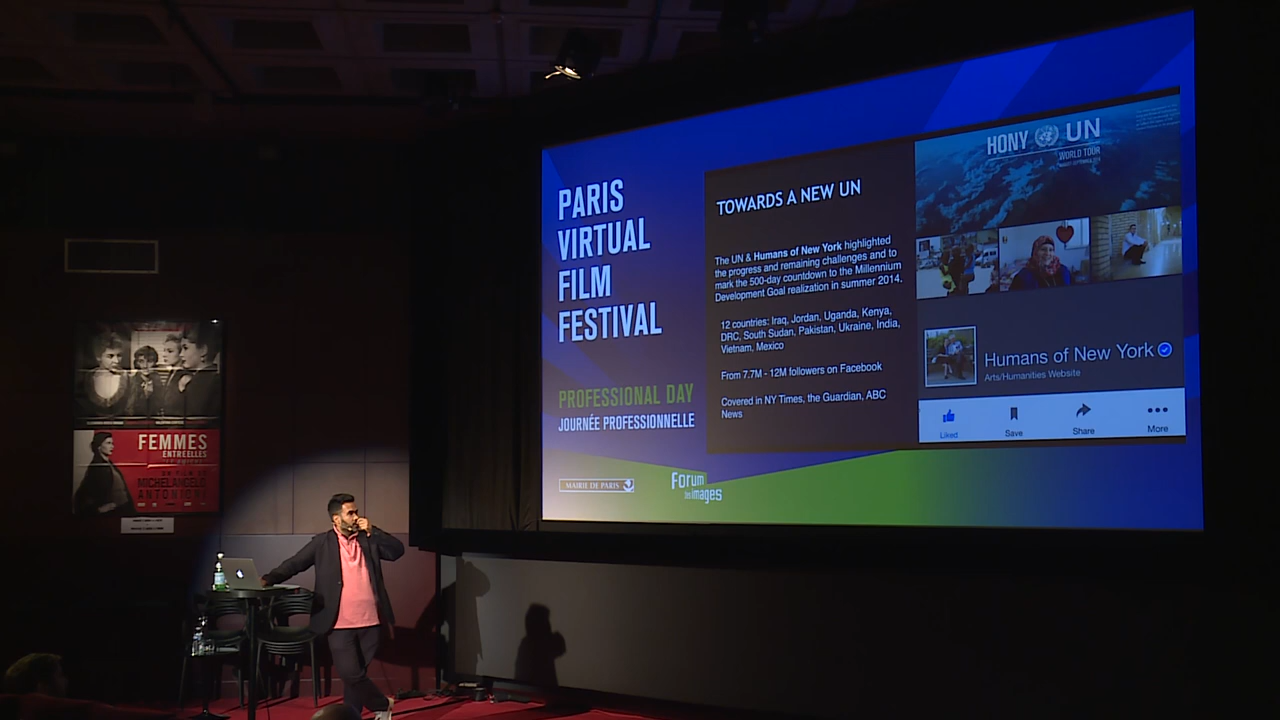 PARIS
VIRTUAL
FILM
FESTIVAL
PROFESSIONAL DAY
JOURNÉE PROFESSIONNELLE
MAIRIE DE PARIS
Forum
des images
TOWARDS A NEW UN
The UN & Humans of New York highlighted
the progress and remaining challenges and to
mark the 500-day countdown to the Millennium
Development Goal realization in summer 2014.
12 countries: Iraq, Jordan, Uganda, Kenya,
DRC, South Sudan, Pakistan, Ukraine, India,
Vietnam, Mexico
From 7.7M - 12M followers on Facebook
Covered in NY Times, the Guardian, ABC
News
HONY UN
WORLD TOUR
Humans of New York
Arts/Humanities Website
Liked
Save
Share
More
FEMMES
ENTRE ELLES
UN FILM DE
MICHELANGELO
ANTONIONI